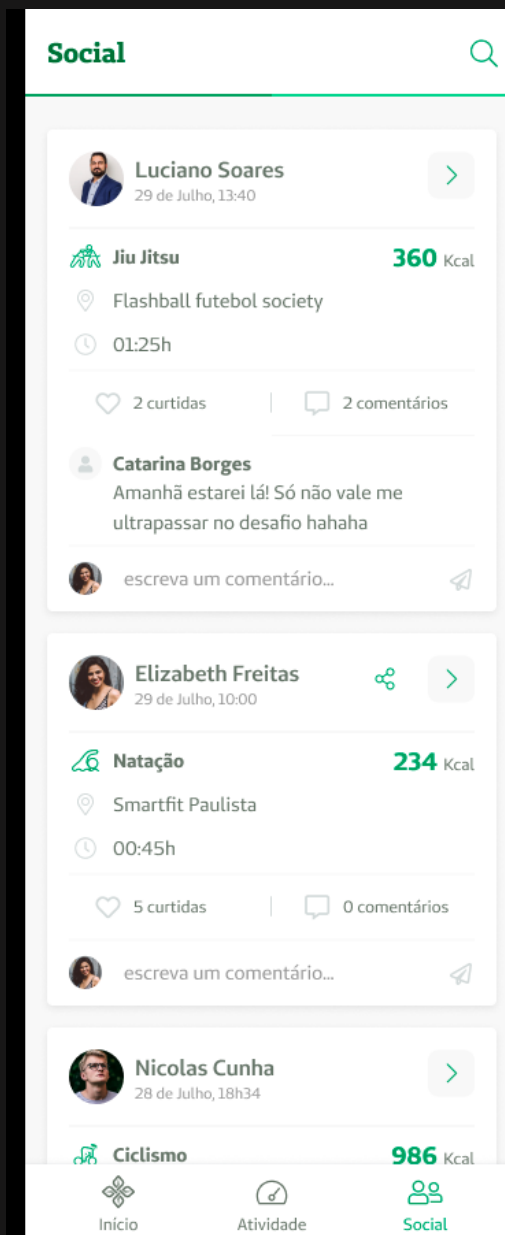 Social
Luciano Soares
29 de Julho, 13:40
Jiu Jitsu
360 Kcal
Flashball futebol society
01:25h
2 curtidas
2 comentários
Catarina Borges
Amanhã estarei lá! Só não vale me
ultrapassar no desafio hahaha
escreva um comentário...
Elizabeth Freitas
29 de Julho, 10:00
Natação
234 Kcal
Smartfit Paulista
00:45h
5 curtidas
0 comentários
escreva um comentário...
Nicolas Cunha
28 de Julho, 18h34
Ciclismo
986 Kcal
Início
Atividade
Social